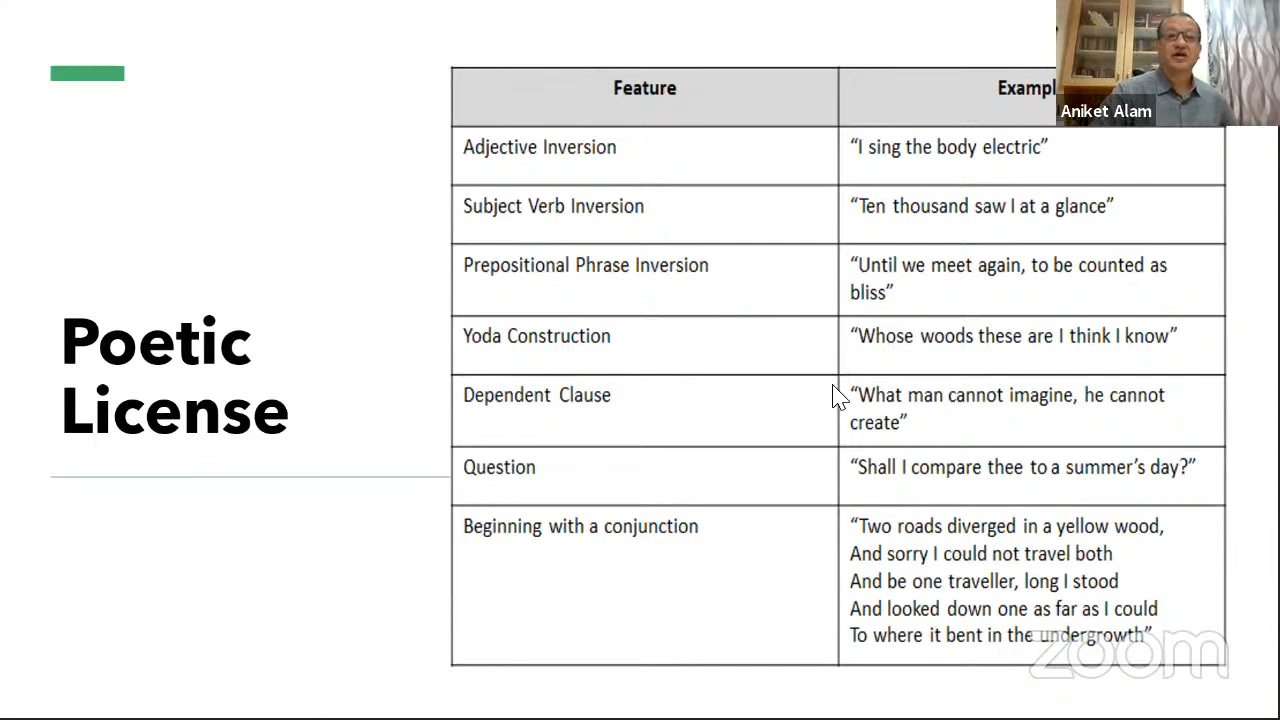 Aniket Alam
Poetic
License
Feature
Adjective Inversion
“I sing the body electric”
Subject Verb Inversion
“Ten thousand saw I at a glance”
Prepositional Phrase Inversion
“Until we meet again, to be counted as
bliss”
Yoda Construction
“Whose woods these are I think I know”
Dependent Clause
“What man cannot imagine, he cannot
create”
Question
“Shall I compare thee to a summer’s day?”
Beginning with a conjunction
“Two roads diverged in a yellow wood,
And sorry I could not travel both
And be one traveller, long I stood
And looked down one as far as I could
To where it bent in the undergrowth”
zoom